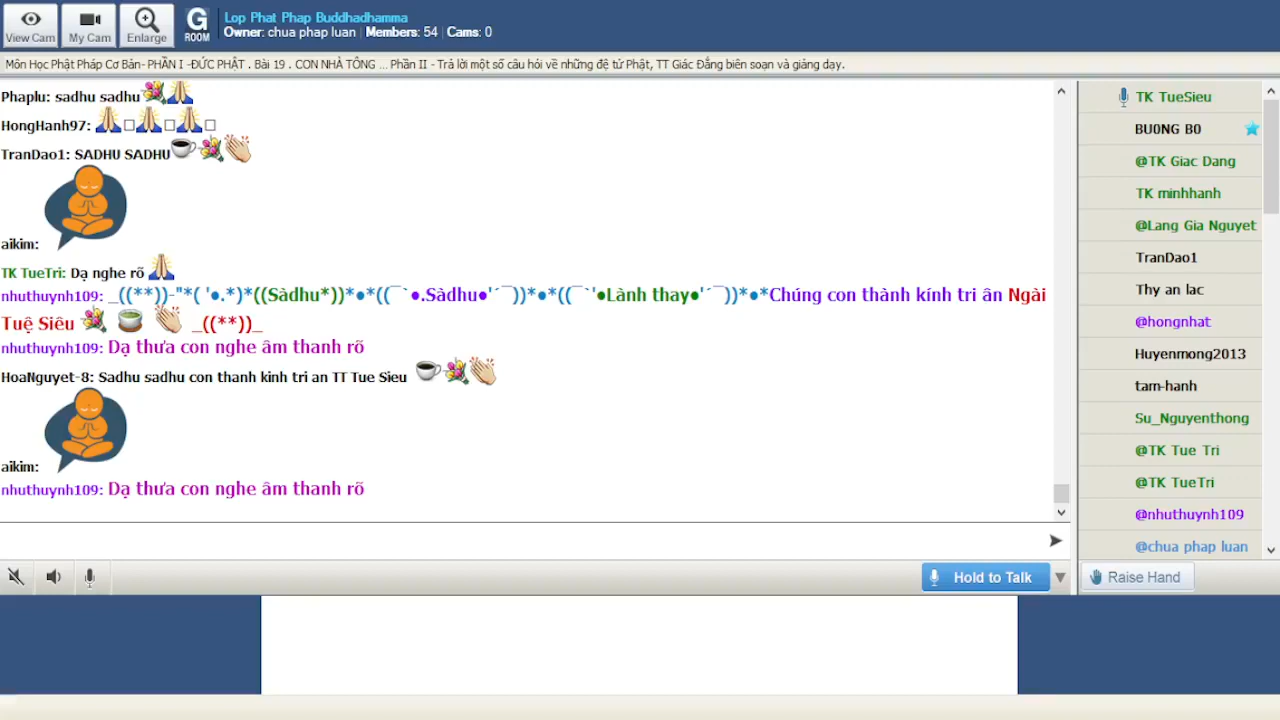 View Cam
My Cam
Enlarge
G
ROOM
Lop Phat Phap Buddhadhamma
Owner: chua phap luan | Members: 54 | Cams: 0
Môn Học Phật Pháp Cơ Bản- PHẦN I -ĐỨC PHẬT . Bài 19 . CON NHÀ TÔNG ... Phần II - Trả lời một số câu hỏi về những đệ tử Phật, TT Giác Đẳng biên soạn và giảng dạy.
Phaplu: sadhu sadhu
HongHanh97:
TranDao1: SADHU SADHU
aikim:
TK TueTri: Dạ nghe rõ
nhuthuynh109: _((**))-"*( '●.*)*((Sàdhu*))*●*((¯`●.Sàdhu●'´¯))*●*((¯`'●Lành thay●'´¯))*●*Chúng con thành kính tri ân Ngài
Tuệ Siêu _((**))_
nhuthuynh109: Dạ thưa con nghe âm thanh rõ
HoaNguyet-8: Sadhu sadhu con thanh kinh tri an TT Tue Sieu
aikim:
nhuthuynh109: Dạ thưa con nghe âm thanh rõ
Hold to Talk
TK TueSieu
BU0NG B0
@TK Giac Dang
TK minhhanh
@Lang Gia Nguyet
TranDao1
Thy an lac
@hongnhat
Huyenmong2013
tam-hanh
Su_Nguyenthong
@TK Tue Tri
@TK TueTri
@nhuthuynh109
@chua phap luan
Raise Hand